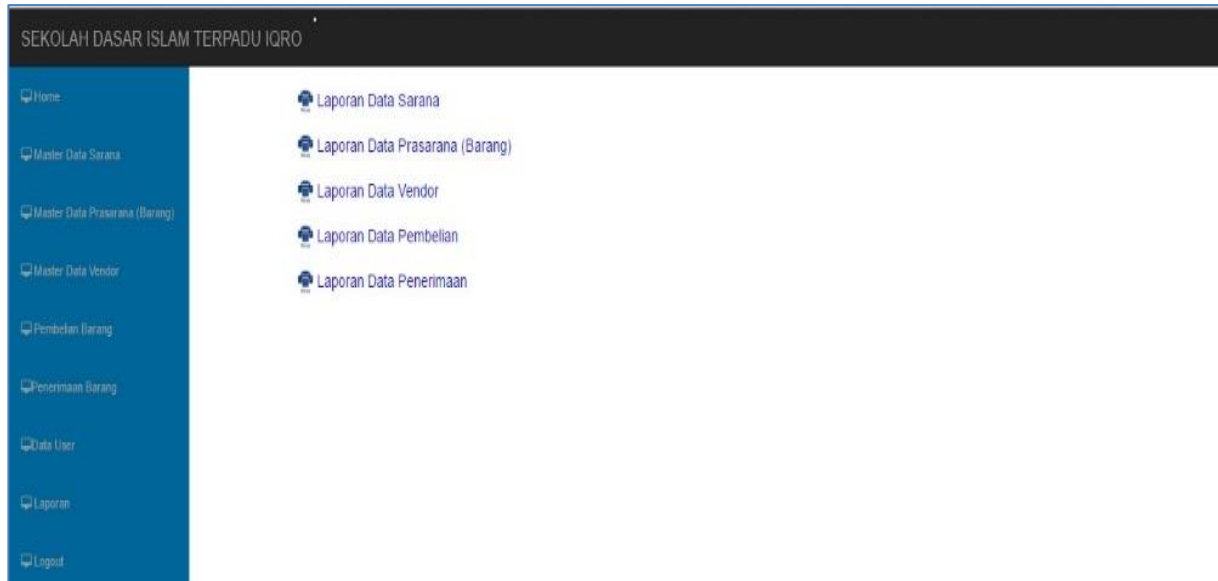 SEKOLAH DASAR ISLAM TERPADU IQRO
Home
Master Data Sarana
Master Data Prasarana (Barang)
Master Data Vendor
Pembelian Barang
Penerimaan Barang
Data User
Laporan
Logout
Laporan Data Sarana
Laporan Data Prasarana (Barang)
Laporan Data Vendor
Laporan Data Pembelian
Laporan Data Penerimaan